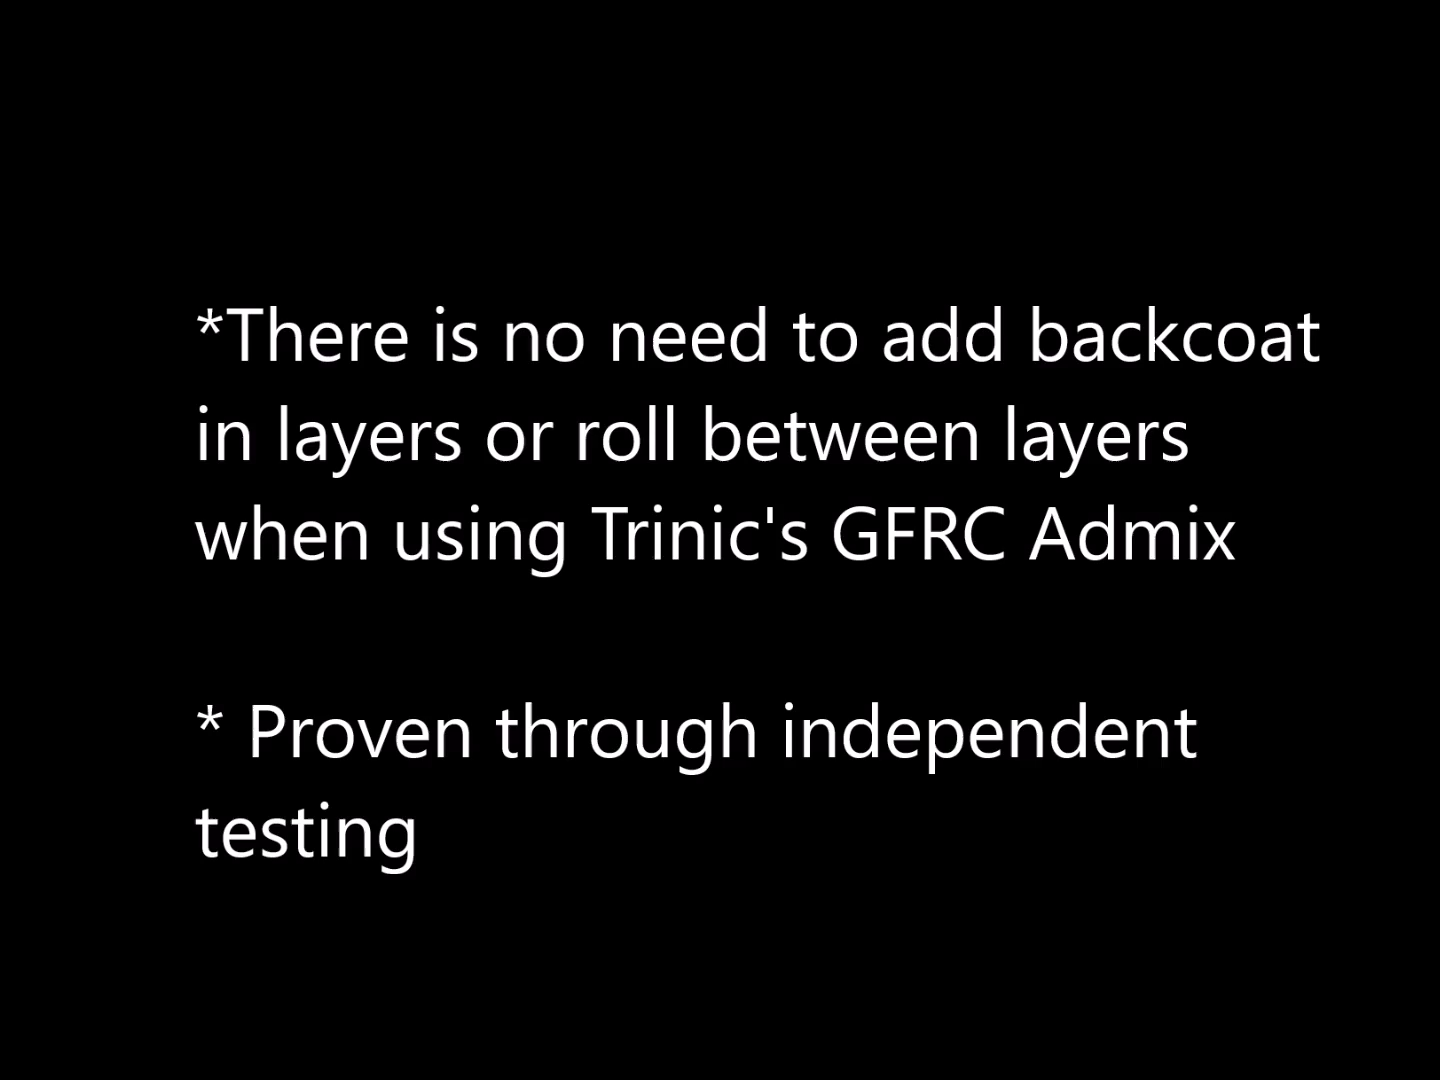 *There is no need to add backcoat
in layers or roll between layers
when using Trinic's GFRC Admix
* Proven through independent
testing